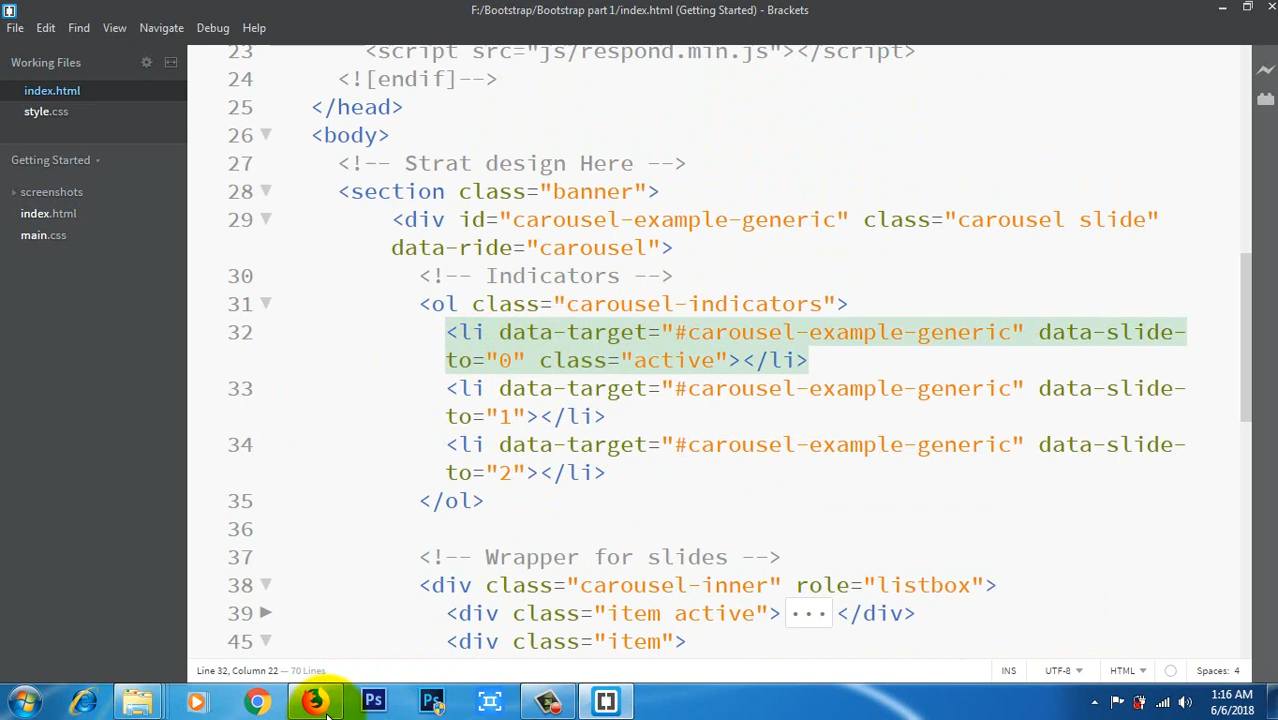 F:/Bootstrap/Bootstrap part 1/index.html (Getting Started) - Brackets
File Edit Find View Navigate Debug Help
Working Files
index.html
style.css
Getting Started
screenshots
index.html
main.css
23 <script src="js/respond.min.js"></script>
24 <![endif]-->
25 </head>
26 <body>
27 <!-- Strat design Here -->
28 <section class="banner">
29 <div id="carousel-example-generic" class="carousel slide"
data-ride="carousel">
30 <!-- Indicators -->
31 <ol class="carousel-indicators">
32 <li data-target="#carousel-example-generic" data-slide-
to="0" class="active"></li>
33 <li data-target="#carousel-example-generic" data-slide-
to="1"></li>
34 <li data-target="#carousel-example-generic" data-slide-
to="2"></li>
35 </ol>
36
37 <!-- Wrapper for slides -->
38 <div class="carousel-inner" role="listbox">
39 <div class="item active">...</div>
45 <div class="item">
Line 32, Column 22 — 70 Lines
INS UTF-8 HTML Spaces: 4
Ps Ps
1:16 AM
6/6/2018